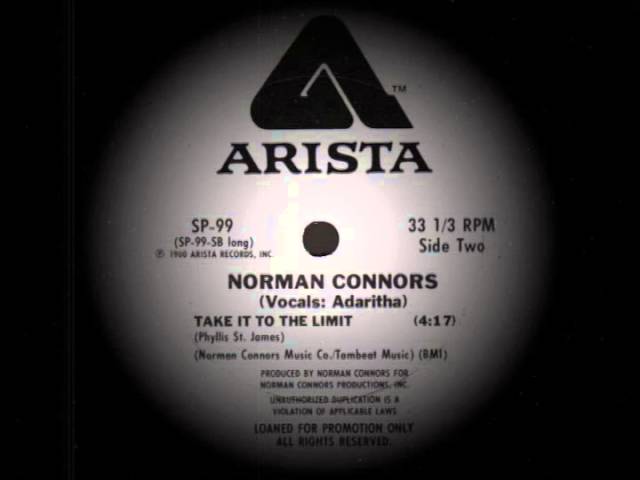 TM
ARISTA
SP-99
33 1/3 RPM
(SP-99-SB long)
Side Two
℗ 1980 ARISTA RECORDS, INC.
NORMAN CONNORS
(Vocals: Adaritha)
TAKE IT TO THE LIMIT (4:17)
(Phyllis St. James)
(Norman Connors Music Co./Tambeat Music) (BMI)
PRODUCED BY NORMAN CONNORS FOR
NORMAN CONNORS PRODUCTIONS, INC.
UNAUTHORIZED DUPLICATION IS A
VIOLATION OF APPLICABLE LAWS
LOANED FOR PROMOTION ONLY
ALL RIGHTS RESERVED.